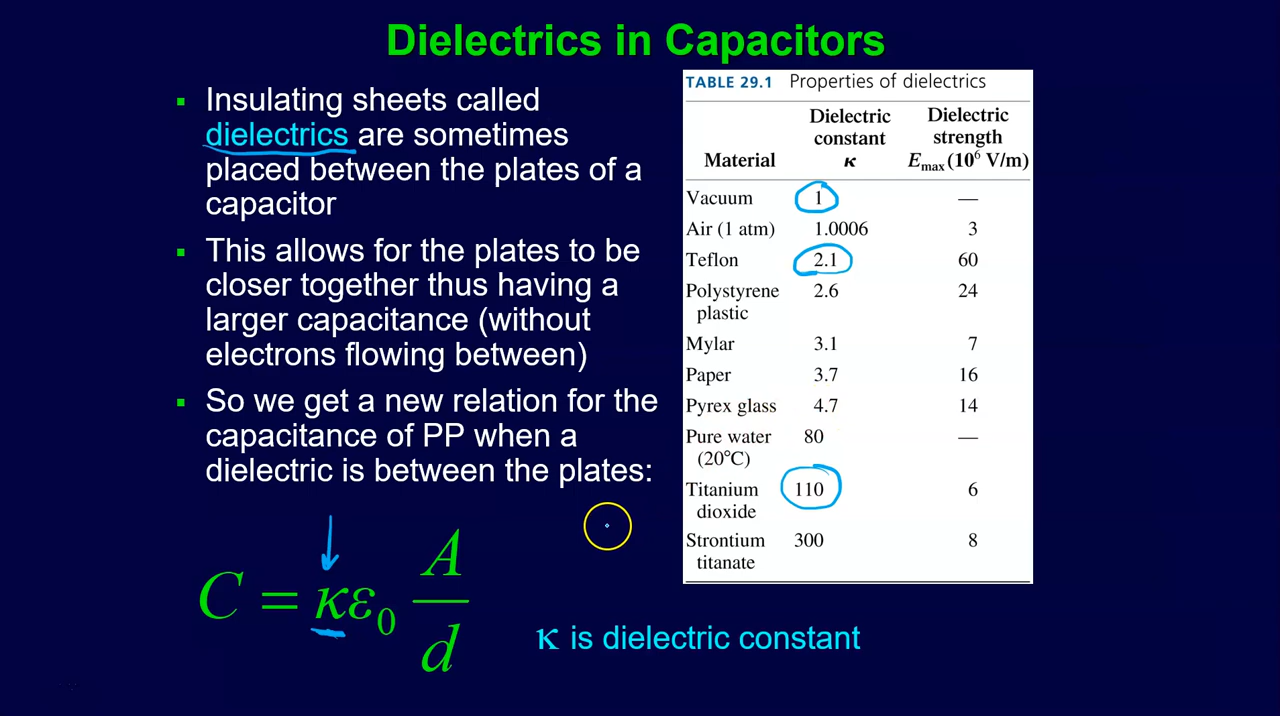 Dielectrics in Capacitors
▪ Insulating sheets called
dielectrics are sometimes
placed between the plates of a
capacitor
▪ This allows for the plates to be
closer together thus having a
larger capacitance (without
electrons flowing between)
▪ So we get a new relation for the
capacitance of PP when a
dielectric is between the plates:
C = κε₀ A/d
κ is dielectric constant
TABLE 29.1 Properties of dielectrics
Dielectric Dielectric
constant strength
Material κ Emax (10⁶ V/m)
Vacuum 1 —
Air (1 atm) 1.0006 3
Teflon 2.1 60
Polystyrene 2.6 24
plastic
Mylar 3.1 7
Paper 3.7 16
Pyrex glass 4.7 14
Pure water 80 —
(20°C)
Titanium 110 6
dioxide
Strontium 300 8
titanate